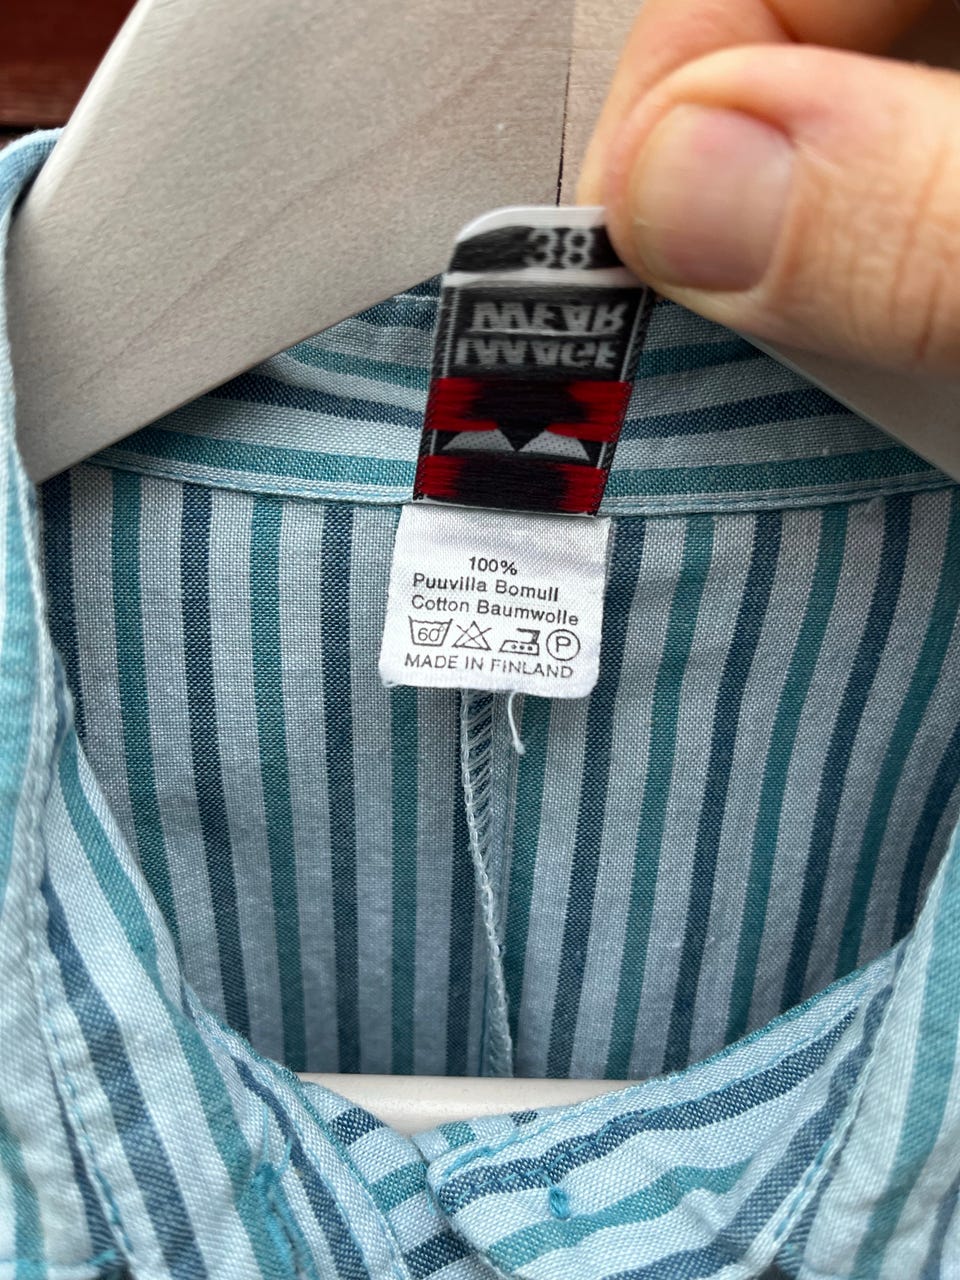 38
IMAGE
WEAR
100%
Puuvilla Bomull
Cotton Baumwolle
60 P
MADE IN FINLAND